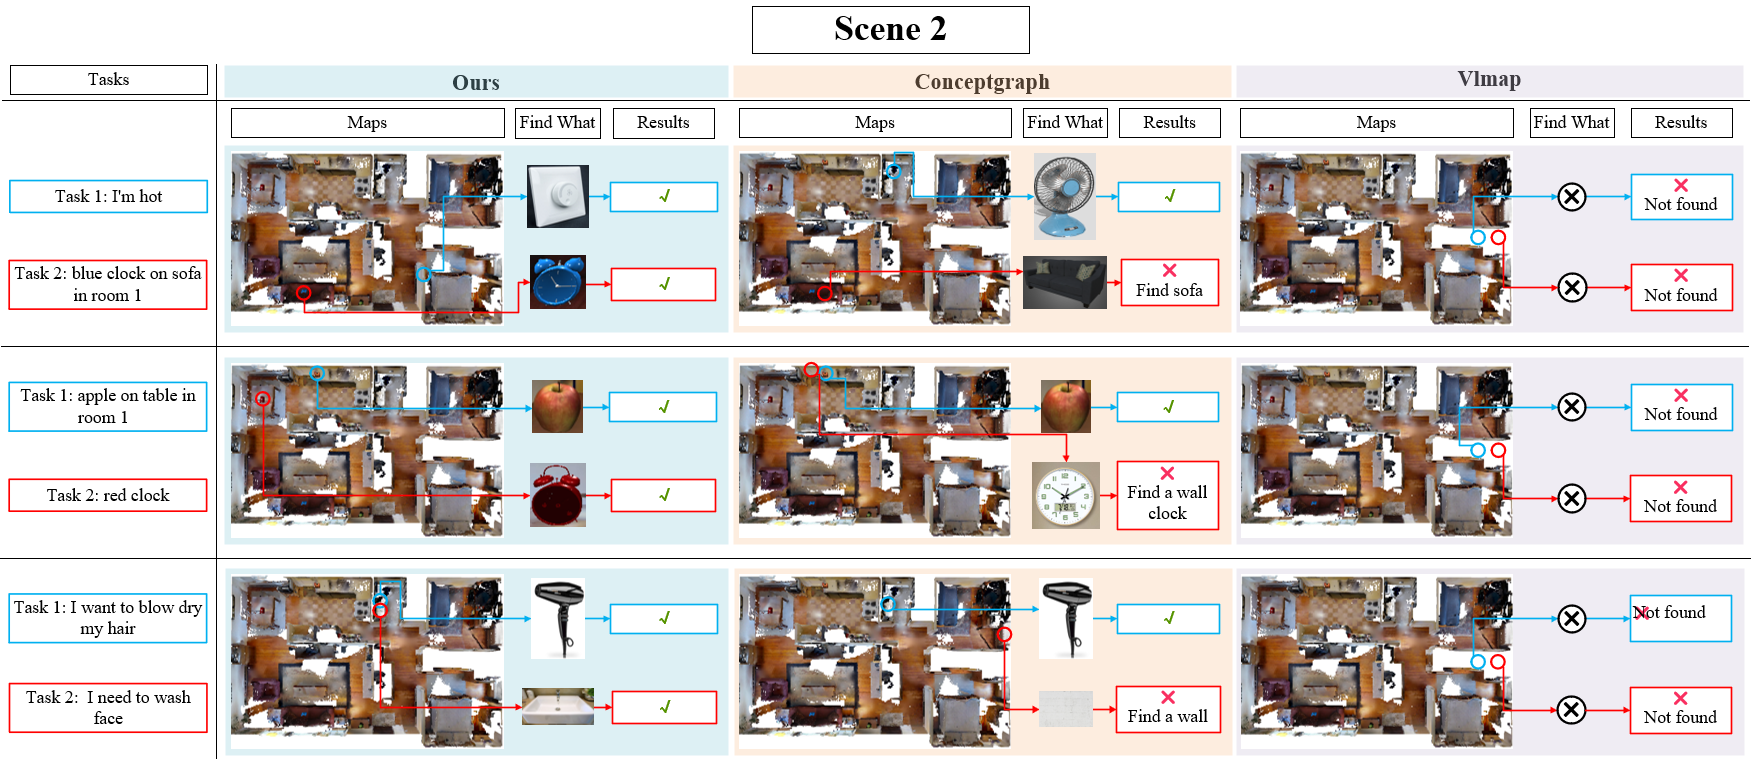 Scene 2
Tasks
Ours
Conceptgraph
Vlmap
Maps
Find What
Results
Maps
Find What
Results
Maps
Find What
Results
Task 1: I'm hot
√
√
Not found
Task 2: blue clock on sofa
in room 1
√
Find sofa
Not found
Task 1: apple on table in
room 1
√
√
Not found
Task 2: red clock
√
Find a wall
clock
Not found
Task 1: I want to blow dry
my hair
√
√
Not found
Task 2: I need to wash
face
√
Find a wall
Not found